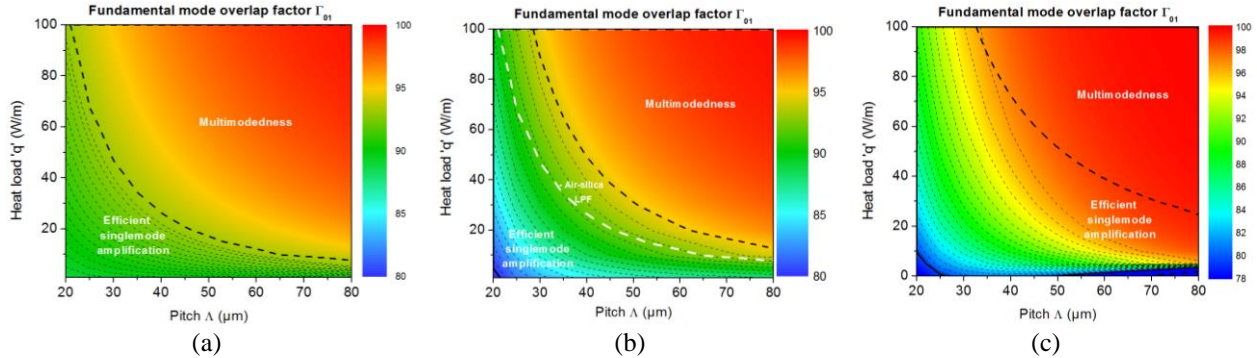 Fundamental mode overlap factor Γ01
100
80
60
40
20
Heat load 'q' (W/m)
Multimodedness
Efficient
singlemode
amplification
20 30 40 50 60 70 80
Pitch Λ (µm)
100
95
90
85
80
(a)
Fundamental mode overlap factor Γ01
100
80
60
40
20
Heat load 'q' (W/m)
Multimodedness
Air-silica
LPF
Efficient
singlemode
amplification
20 30 40 50 60 70 80
Pitch Λ (µm)
100
95
90
85
80
(b)
Fundamental mode overlap factor Γ01
100
80
60
40
20
0
Heat load 'q' (W/m)
Multimodedness
Efficient
singlemode
amplification
20 30 40 50 60 70 80
Pitch Λ (µm)
100
98
96
94
92
90
88
86
84
82
80
78
(c)